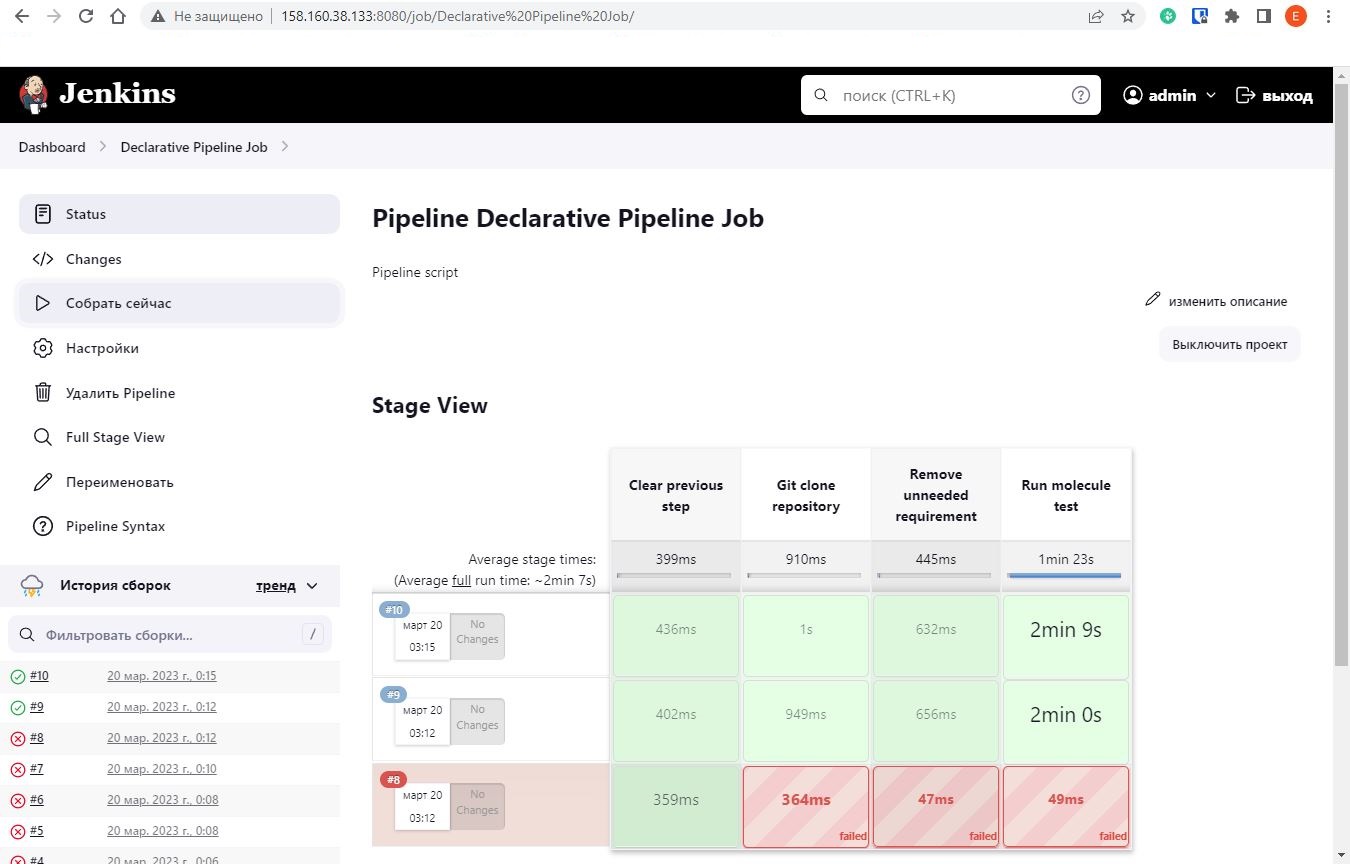 Не защищено
158.160.38.133:8080/job/Declarative%20Pipeline%20Job/
E
Jenkins
поиск (CTRL+K)
?
admin
выход
Dashboard
Declarative Pipeline Job
Status
Changes
Собрать сейчас
Настройки
Удалить Pipeline
Full Stage View
Переименовать
Pipeline Syntax
История сборок
тренд
Фильтровать сборки...
/
#10 20 мар. 2023 г., 0:15
#9 20 мар. 2023 г., 0:12
#8 20 мар. 2023 г., 0:12
#7 20 мар. 2023 г., 0:10
#6 20 мар. 2023 г., 0:08
#5 20 мар. 2023 г., 0:08
#4 20 мар. 2023 г., 0:06
Pipeline Declarative Pipeline Job
Pipeline script
изменить описание
Выключить проект
Stage View
Clear previous
step
Git clone
repository
Remove
unneeded
requirement
Run molecule
test
Average stage times:
(Average full run time: ~2min 7s)
399ms
910ms
445ms
1min 23s
#10
март 20
03:15
No
Changes
436ms
1s
632ms
2min 9s
#9
март 20
03:12
No
Changes
402ms
949ms
656ms
2min 0s
#8
март 20
03:12
No
Changes
359ms
364ms
failed
47ms
failed
49ms
failed